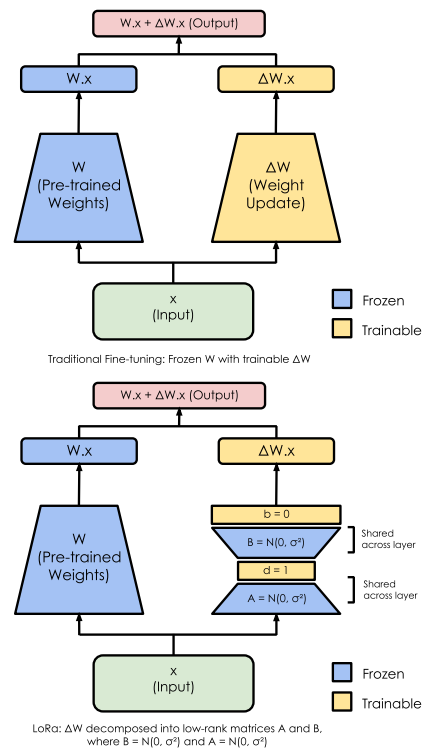 W.x + ΔW.x (Output)
W.x
ΔW.x
W
(Pre-trained
Weights)
ΔW
(Weight
Update)
x
(Input)
Frozen
Trainable
Traditional Fine-tuning: Frozen W with trainable ΔW
W.x + ΔW.x (Output)
W.x
ΔW.x
W
(Pre-trained
Weights)
b = 0
B = N(0, σ²)
Shared
across layer
d = 1
A = N(0, σ²)
Shared
across layer
x
(Input)
Frozen
Trainable
LoRa: ΔW decomposed into low-rank matrices A and B,
where B = N(0, σ²) and A = N(0, σ²)